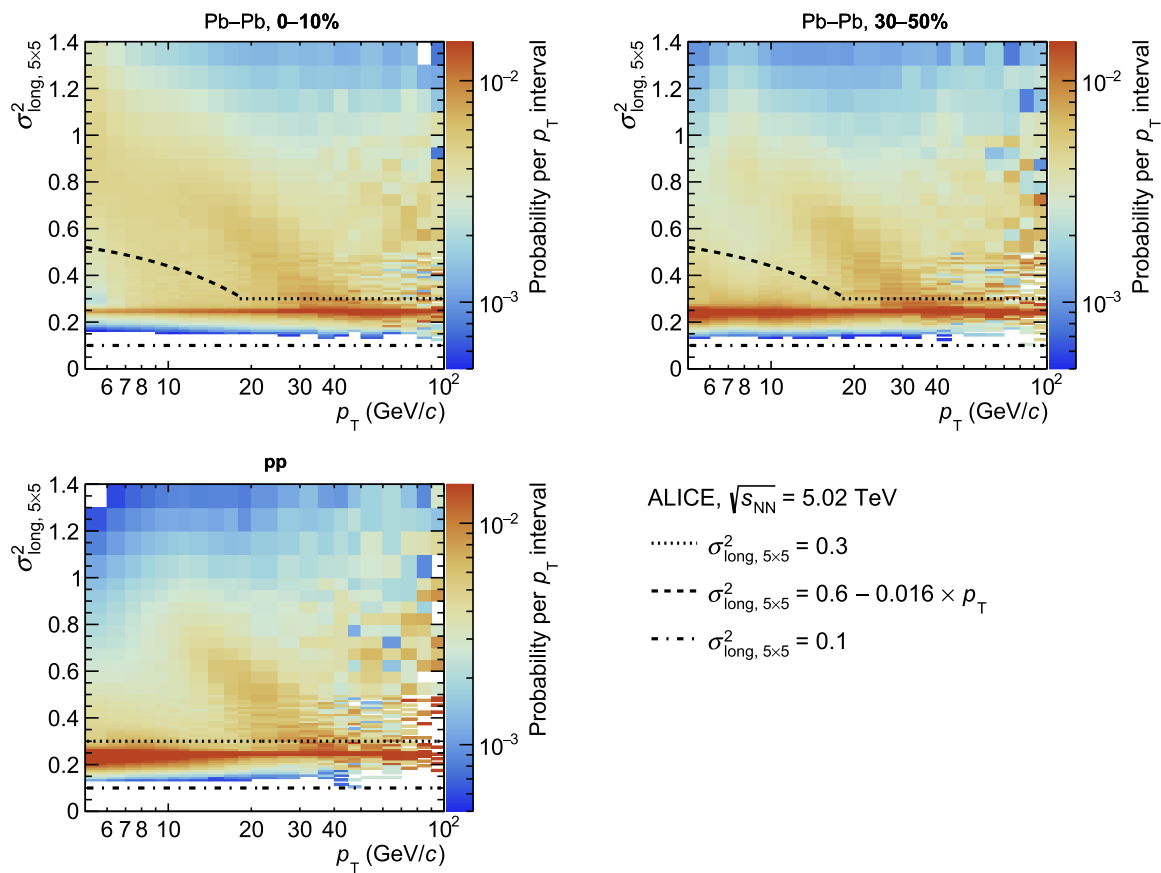 Pb–Pb, 0–10%
σ²long, 5×5
1.4
1.2
1
0.8
0.6
0.4
0.2
0
6 7 8 10 20 30 40 10²
pT (GeV/c)
10⁻²
10⁻³
Probability per pT interval
Pb–Pb, 30–50%
σ²long, 5×5
1.4
1.2
1
0.8
0.6
0.4
0.2
0
6 7 8 10 20 30 40 10²
pT (GeV/c)
10⁻²
10⁻³
Probability per pT interval
pp
σ²long, 5×5
1.4
1.2
1
0.8
0.6
0.4
0.2
0
6 7 8 10 20 30 40 10²
pT (GeV/c)
10⁻²
10⁻³
Probability per pT interval
ALICE, √sNN = 5.02 TeV
σ²long, 5×5 = 0.3
σ²long, 5×5 = 0.6 − 0.016 × pT
σ²long, 5×5 = 0.1